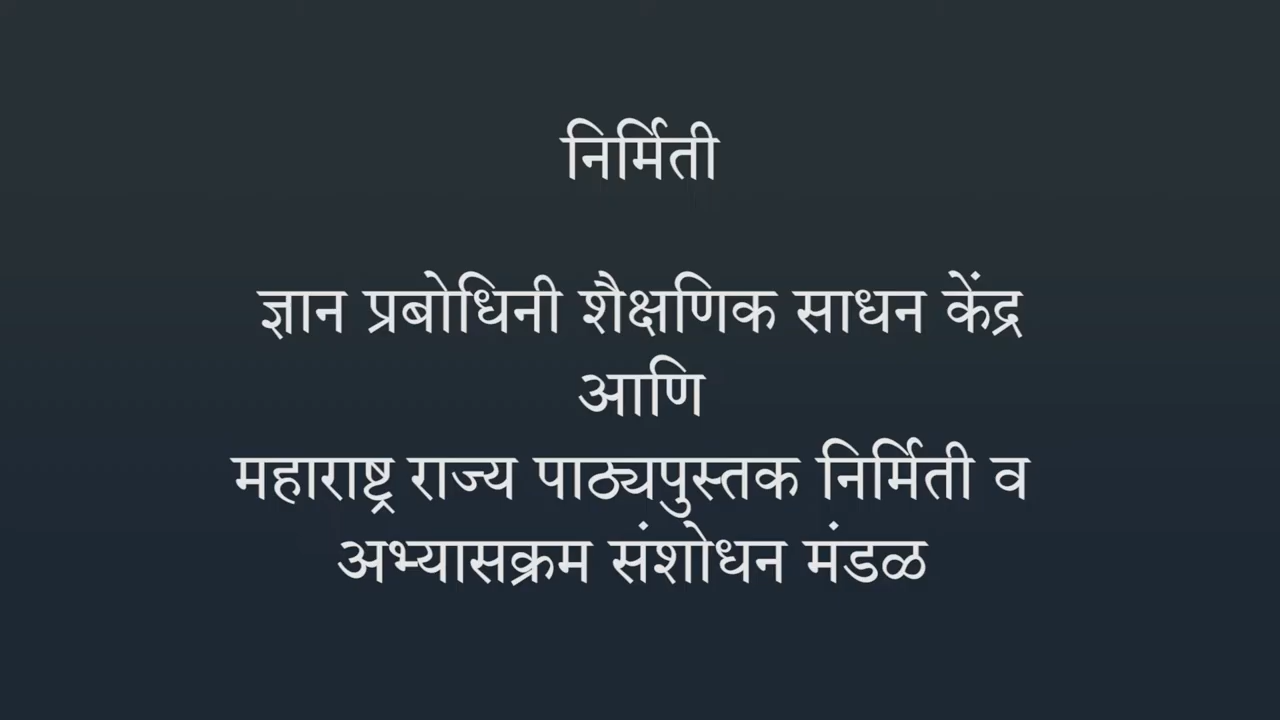 निर्मिती
ज्ञान प्रबोधिनी शैक्षणिक साधन केंद्र
आणि
महाराष्ट्र राज्य पाठ्यपुस्तक निर्मिती व
अभ्यासक्रम संशोधन मंडळ